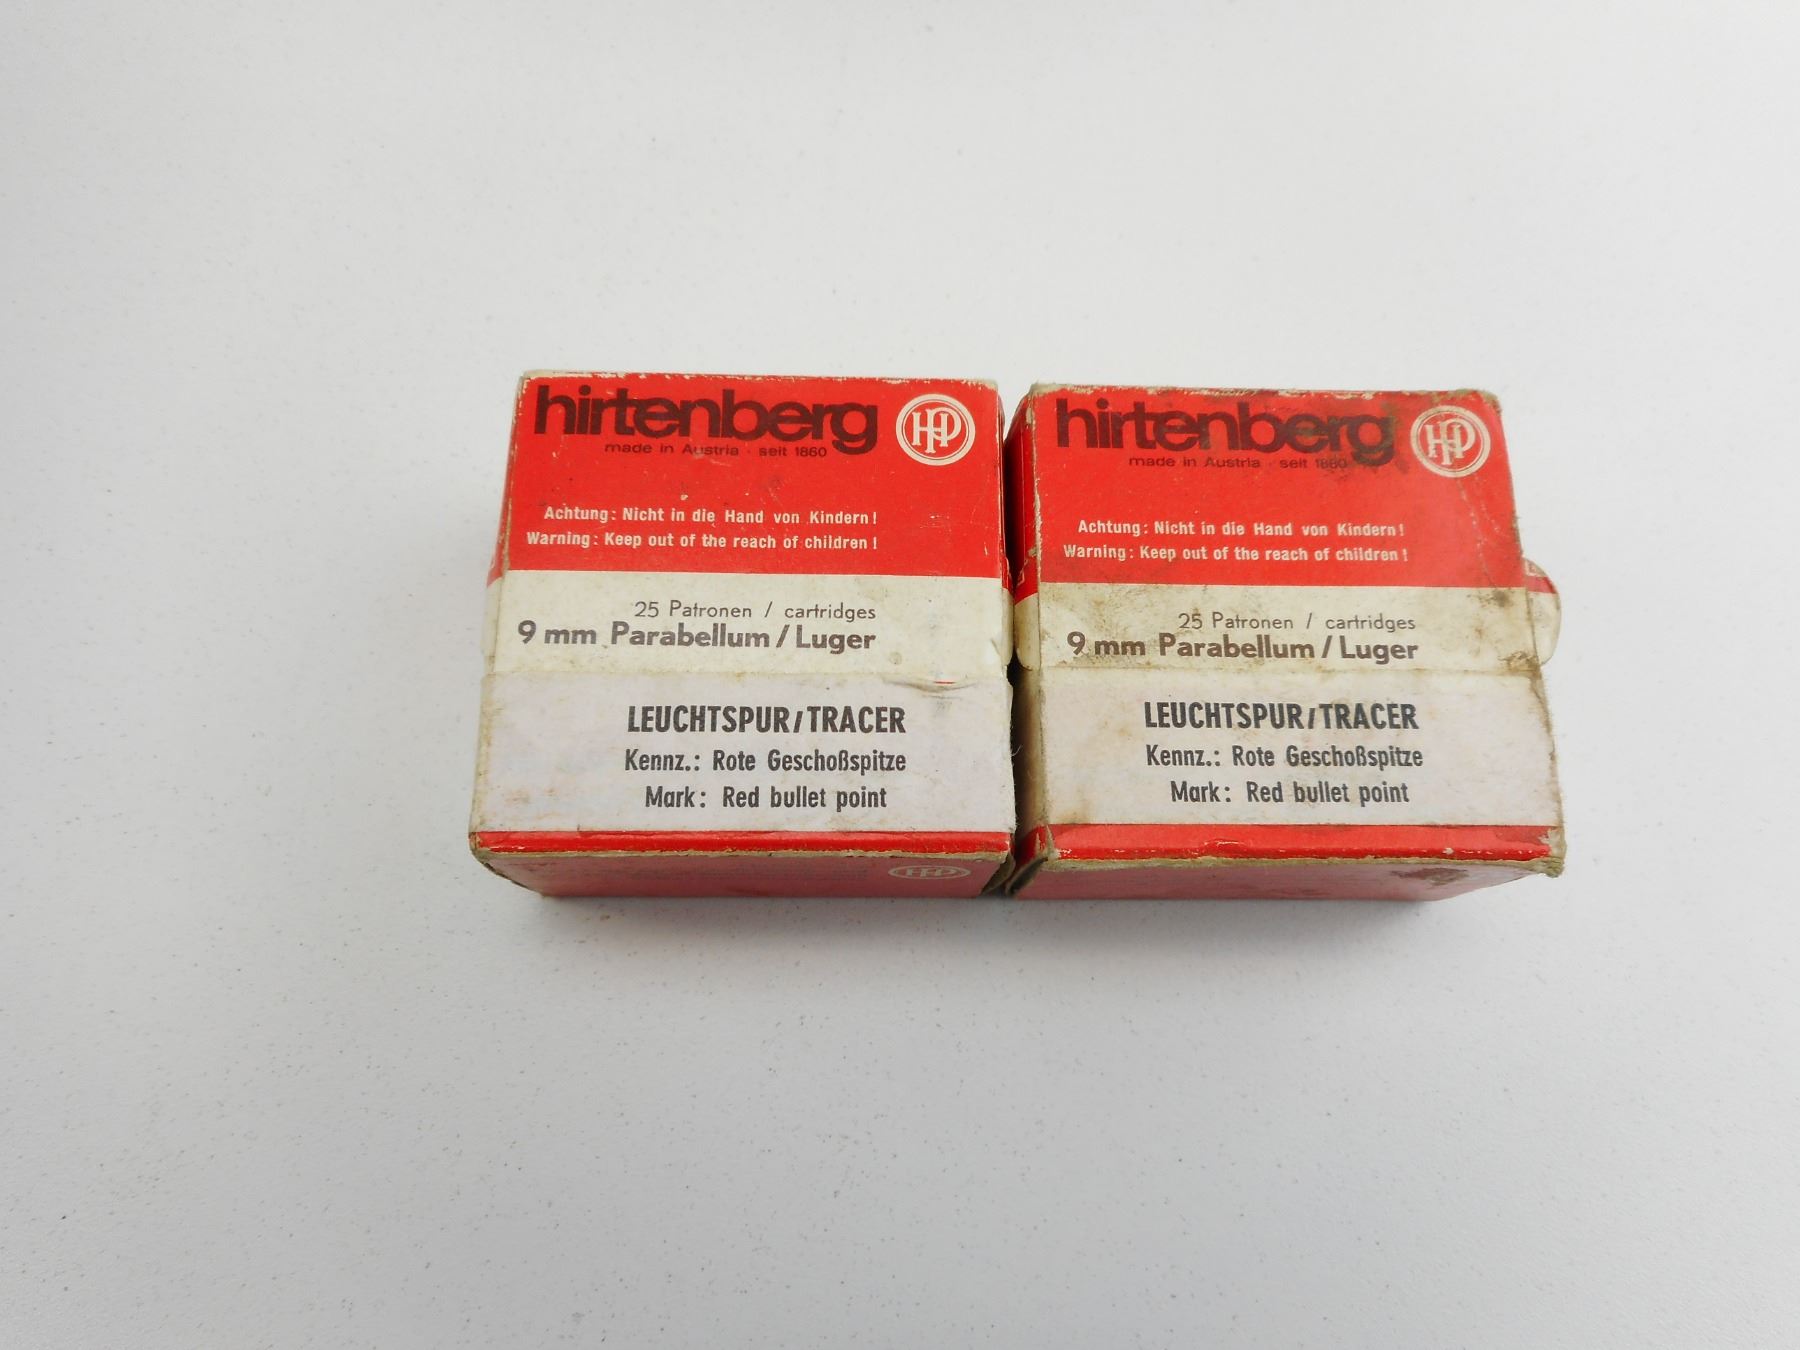 hirtenberg
HP
made in Austria · seit 1860
Achtung: Nicht in die Hand von Kindern!
Warning: Keep out of the reach of children!
25 Patronen / cartridges
9 mm Parabellum / Luger
LEUCHTSPUR/TRACER
Kennz.: Rote Geschoßspitze
Mark: Red bullet point
HP
hirtenberg
HP
made in Austria · seit 1860
Achtung: Nicht in die Hand von Kindern!
Warning: Keep out of the reach of children!
25 Patronen / cartridges
9 mm Parabellum / Luger
LEUCHTSPUR/TRACER
Kennz.: Rote Geschoßspitze
Mark: Red bullet point